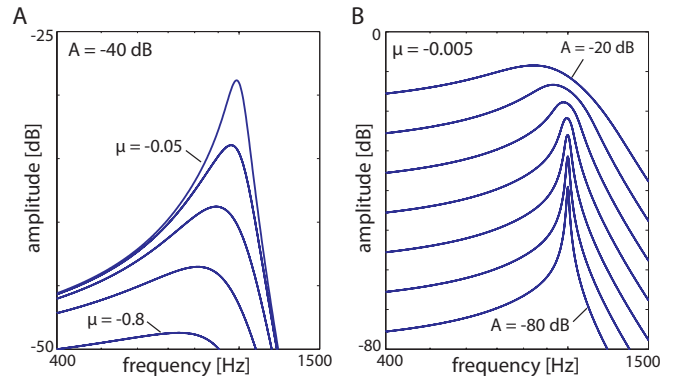 A
-25
A = -40 dB
μ = -0.05
μ = -0.8
-50
400
1500
frequency [Hz]
amplitude [dB]
B
0
μ = -0.005
A = -20 dB
A = -80 dB
-80
400
1500
frequency [Hz]
amplitude [dB]